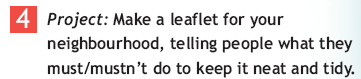 4 Project: Make a leaflet for your
neighbourhood, telling people what they
must/mustn't do to keep it neat and tidy.